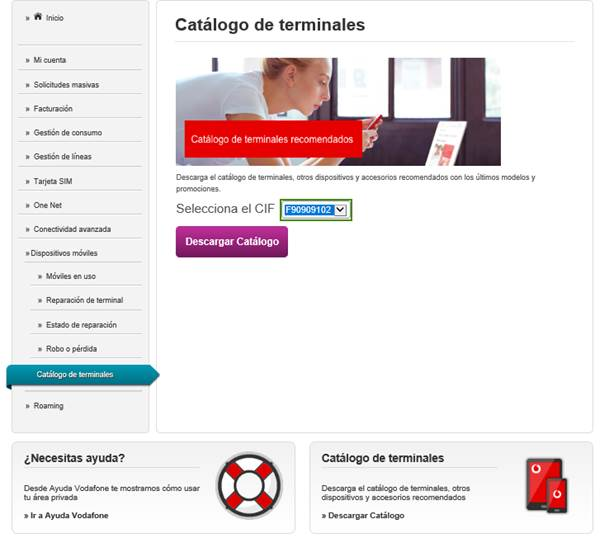 » Inicio
» Mi cuenta
» Solicitudes masivas
» Facturación
» Gestión de consumo
» Gestión de líneas
» Tarjeta SIM
» One Net
» Conectividad avanzada
» Dispositivos móviles
» Móviles en uso
» Reparación de terminal
» Estado de reparación
» Robo o pérdida
Catálogo de terminales
» Roaming
Catálogo de terminales
Catálogo de terminales recomendados
Descarga el catálogo de terminales, otros dispositivos y accesorios recomendados con los últimos modelos y
promociones.
Selecciona el CIF F90909102
Descargar Catálogo
¿Necesitas ayuda?
Desde Ayuda Vodafone te mostramos cómo usar
tu área privada
» Ir a Ayuda Vodafone
Catálogo de terminales
Descarga el catálogo de terminales, otros
dispositivos y accesorios recomendados
» Descargar Catálogo